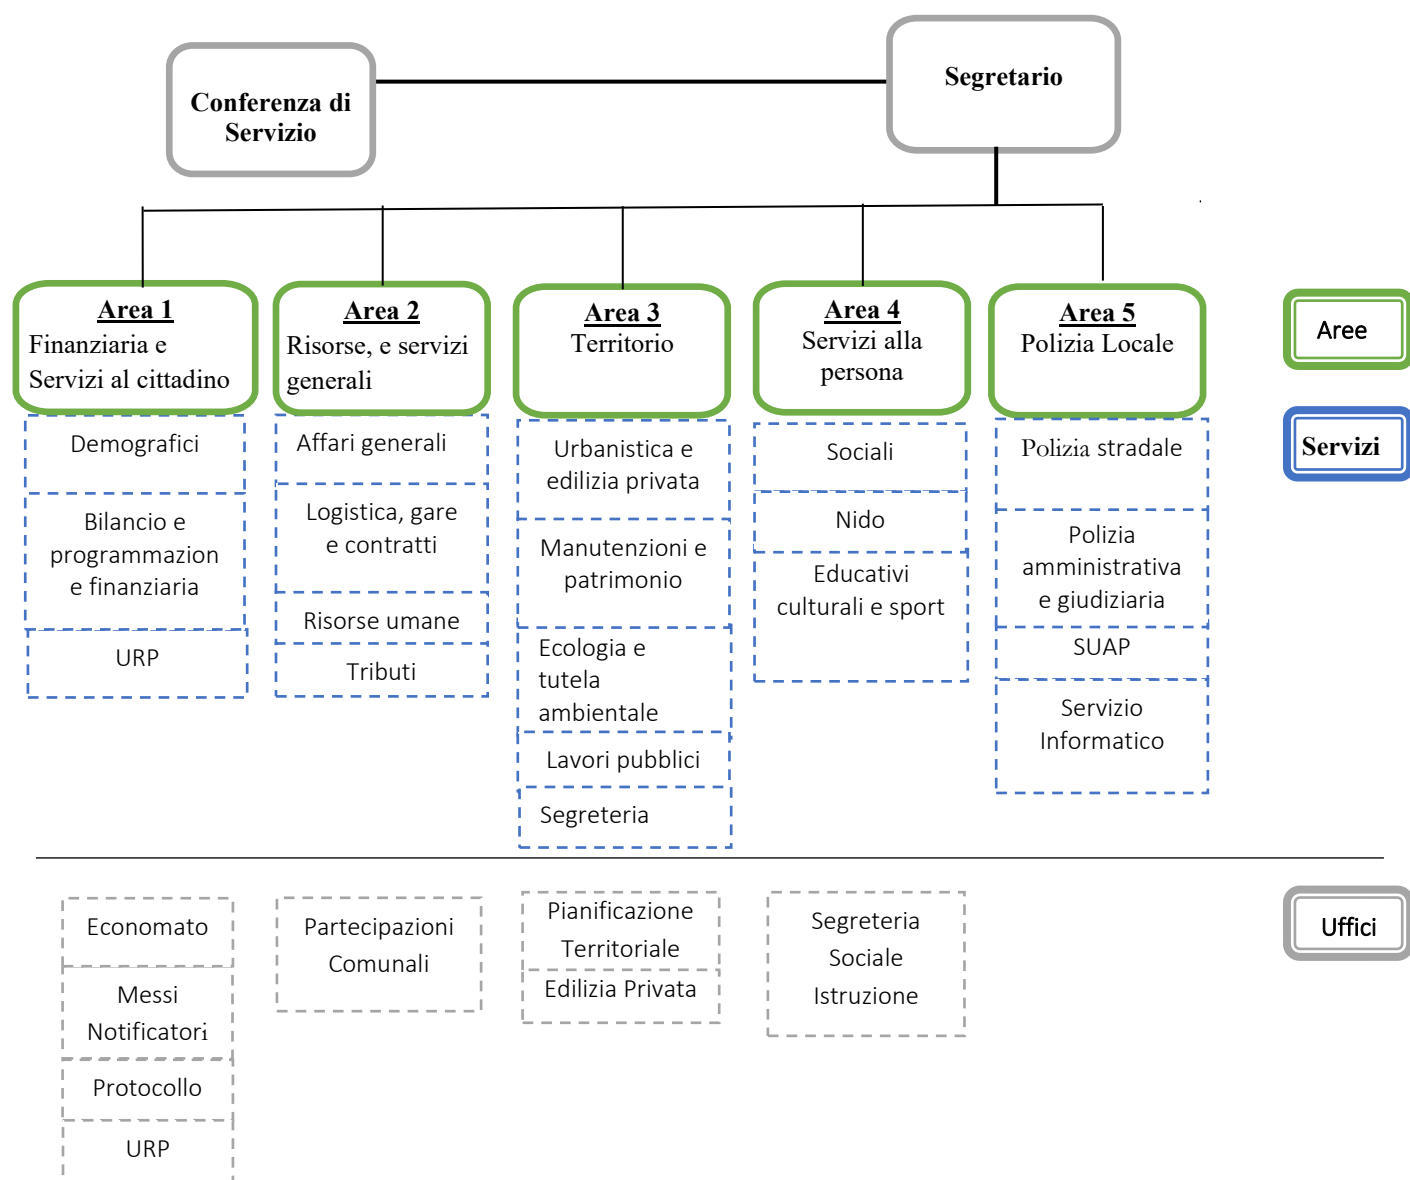 Conferenza di
Servizio
Segretario
Area 1
Finanziaria e
Servizi al cittadino
Area 2
Risorse, e servizi
generali
Area 3
Territorio
Area 4
Servizi alla
persona
Area 5
Polizia Locale
Aree
Demografici
Bilancio e
programmazion
e finanziaria
URP
Affari generali
Logistica, gare
e contratti
Risorse umane
Tributi
Urbanistica e
edilizia privata
Manutenzioni e
patrimonio
Ecologia e
tutela
ambientale
Lavori pubblici
Segreteria
Sociali
Nido
Educativi
culturali e sport
Polizia stradale
Polizia
amministrativa
e giudiziaria
SUAP
Servizio
Informatico
Servizi
Economato
Messi
Notificatori
Protocollo
URP
Partecipazioni
Comunali
Pianificazione
Territoriale
Edilizia Privata
Segreteria
Sociale
Istruzione
Uffici